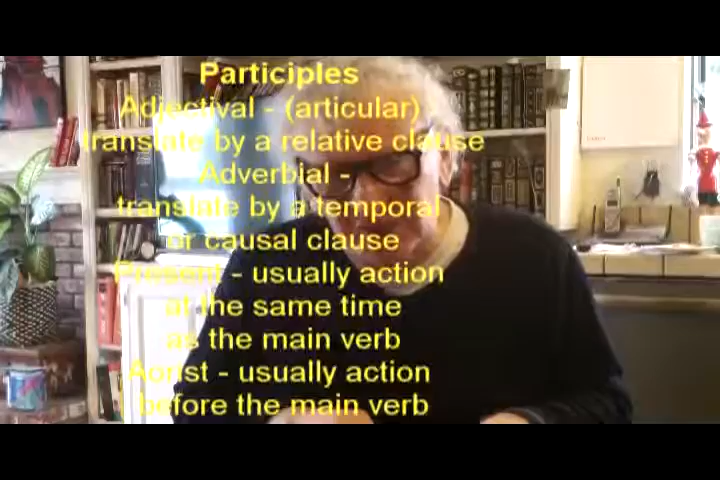 Participles
Adjectival - (articular)
translate by a relative clause
Adverbial -
translate by a temporal
or causal clause
Present - usually action
at the same time
as the main verb
Aorist - usually action
before the main verb